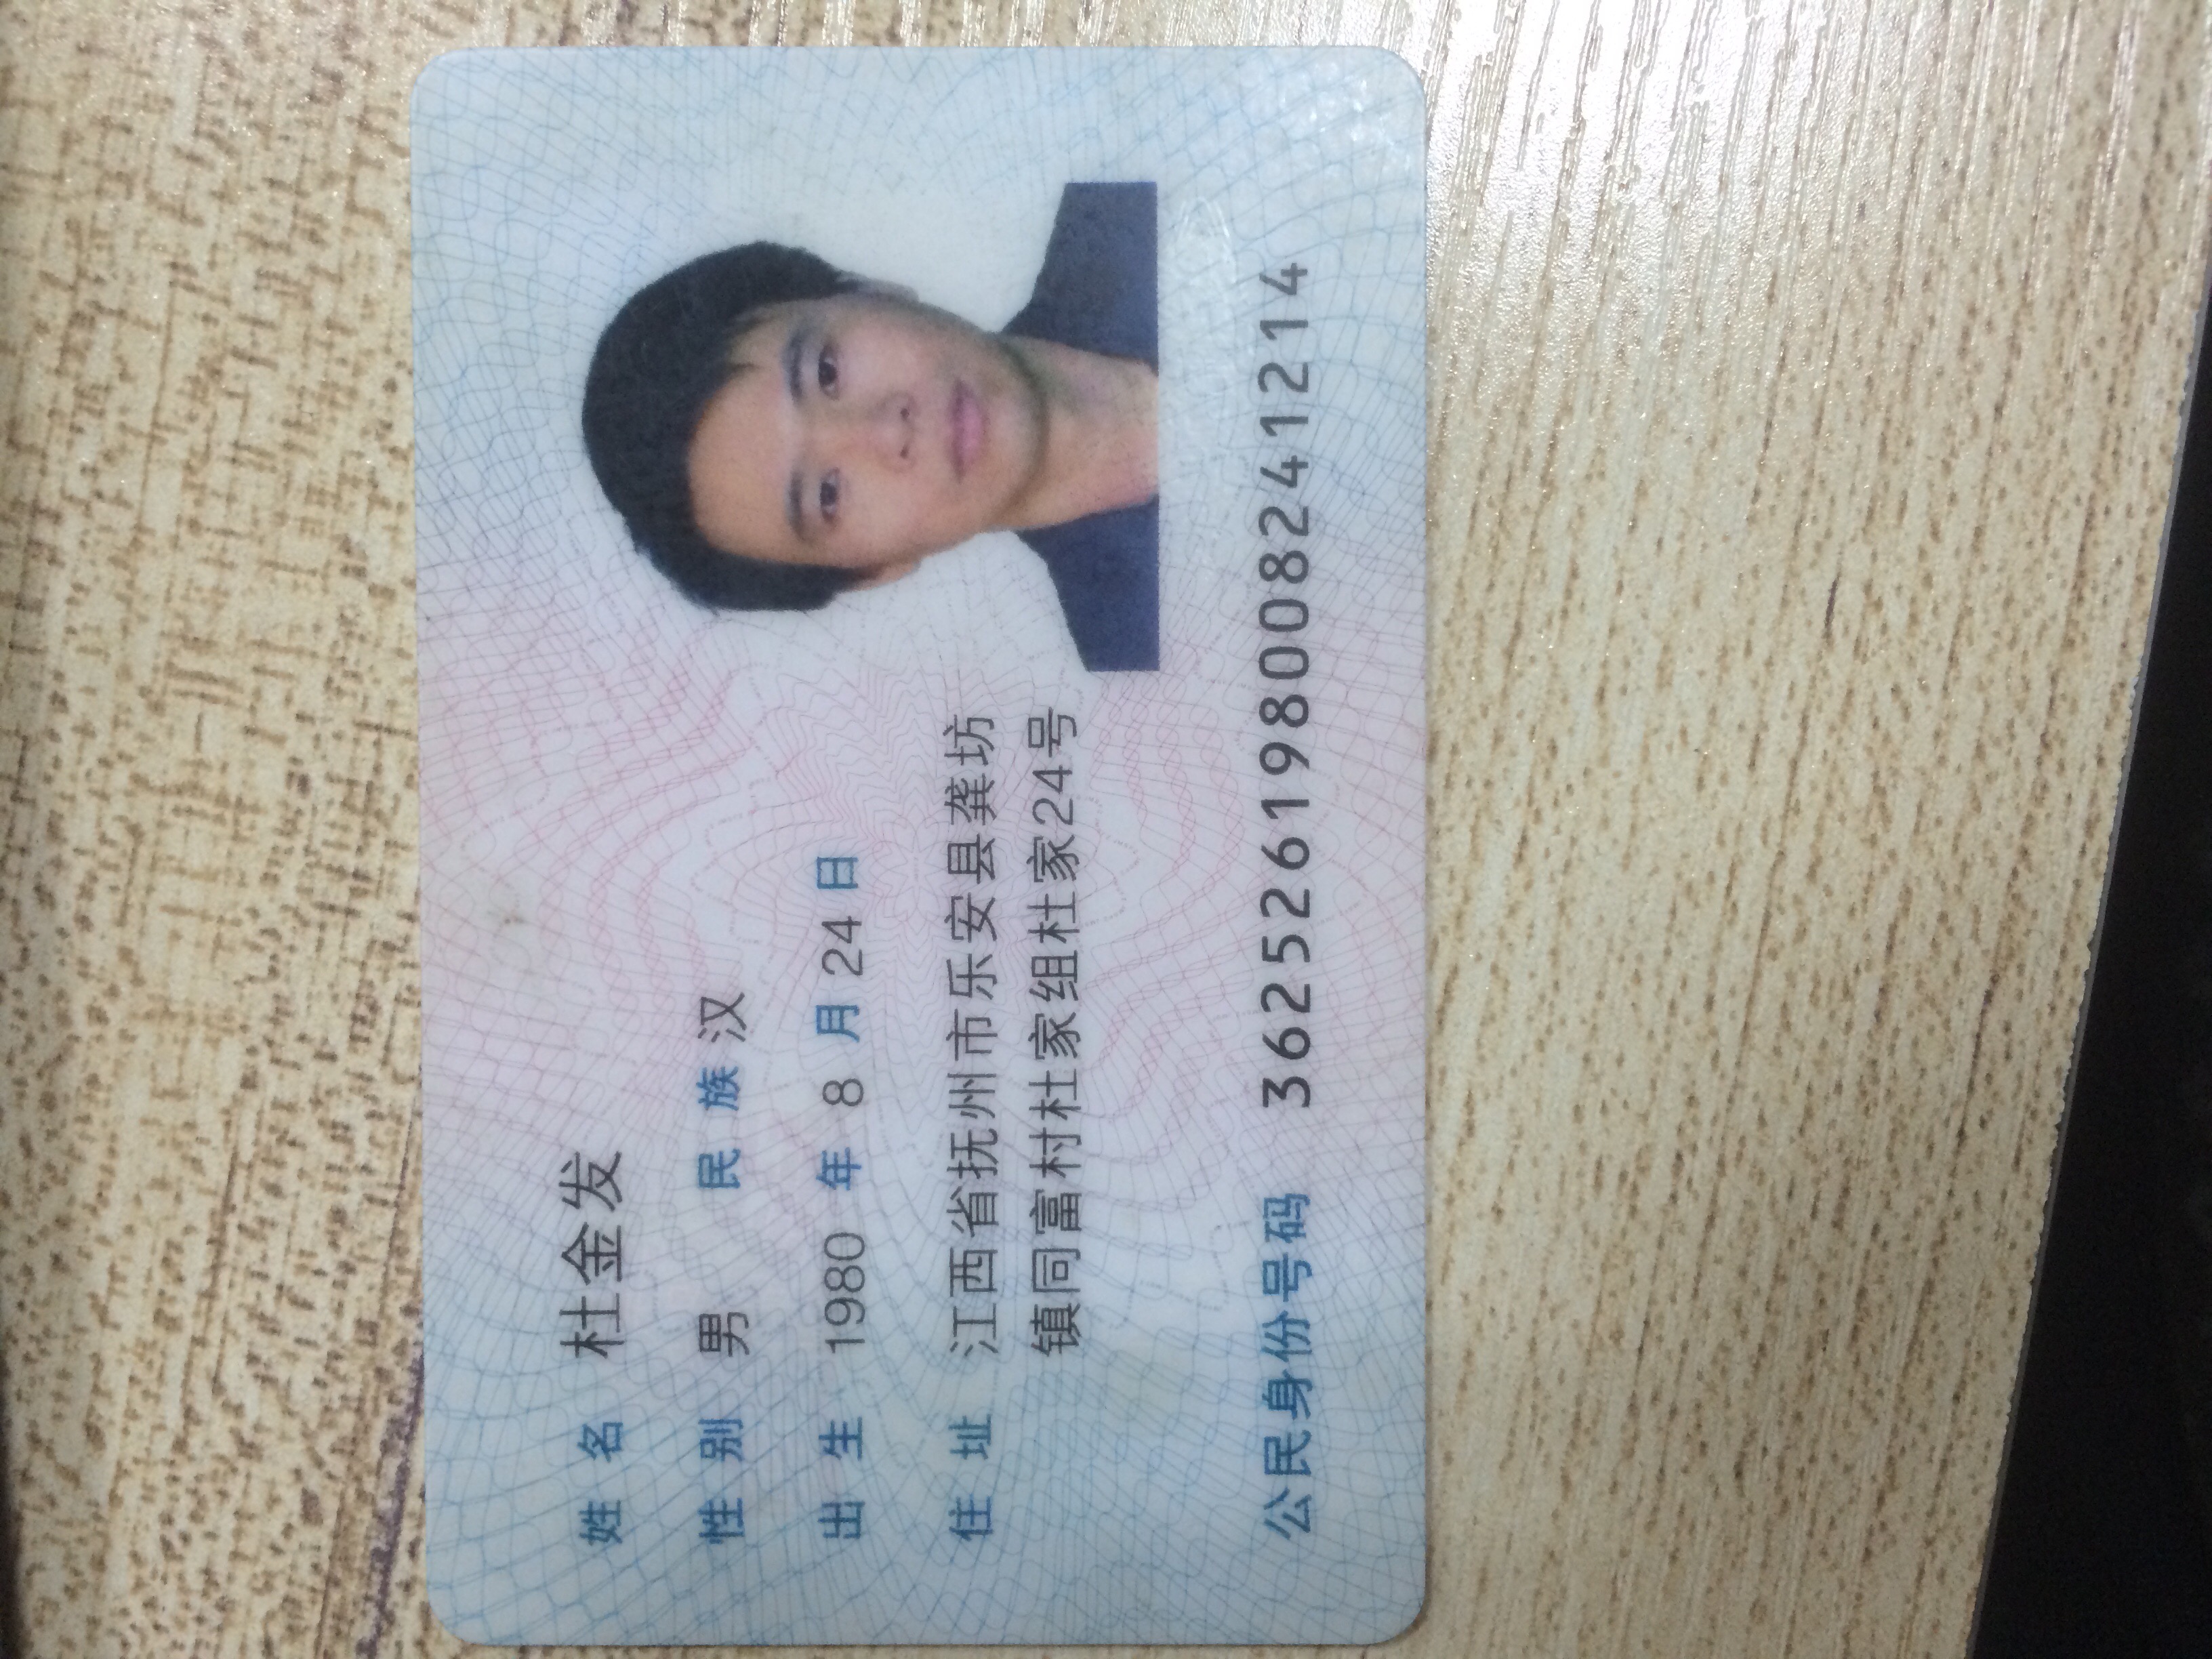 姓名 杜金发
性别 男 民族 汉
出生 1980 年 8 月 24 日
住址 江西省抚州市乐安县龚坊
镇同富村杜家组杜家24号
公民身份号码 362526198008241214